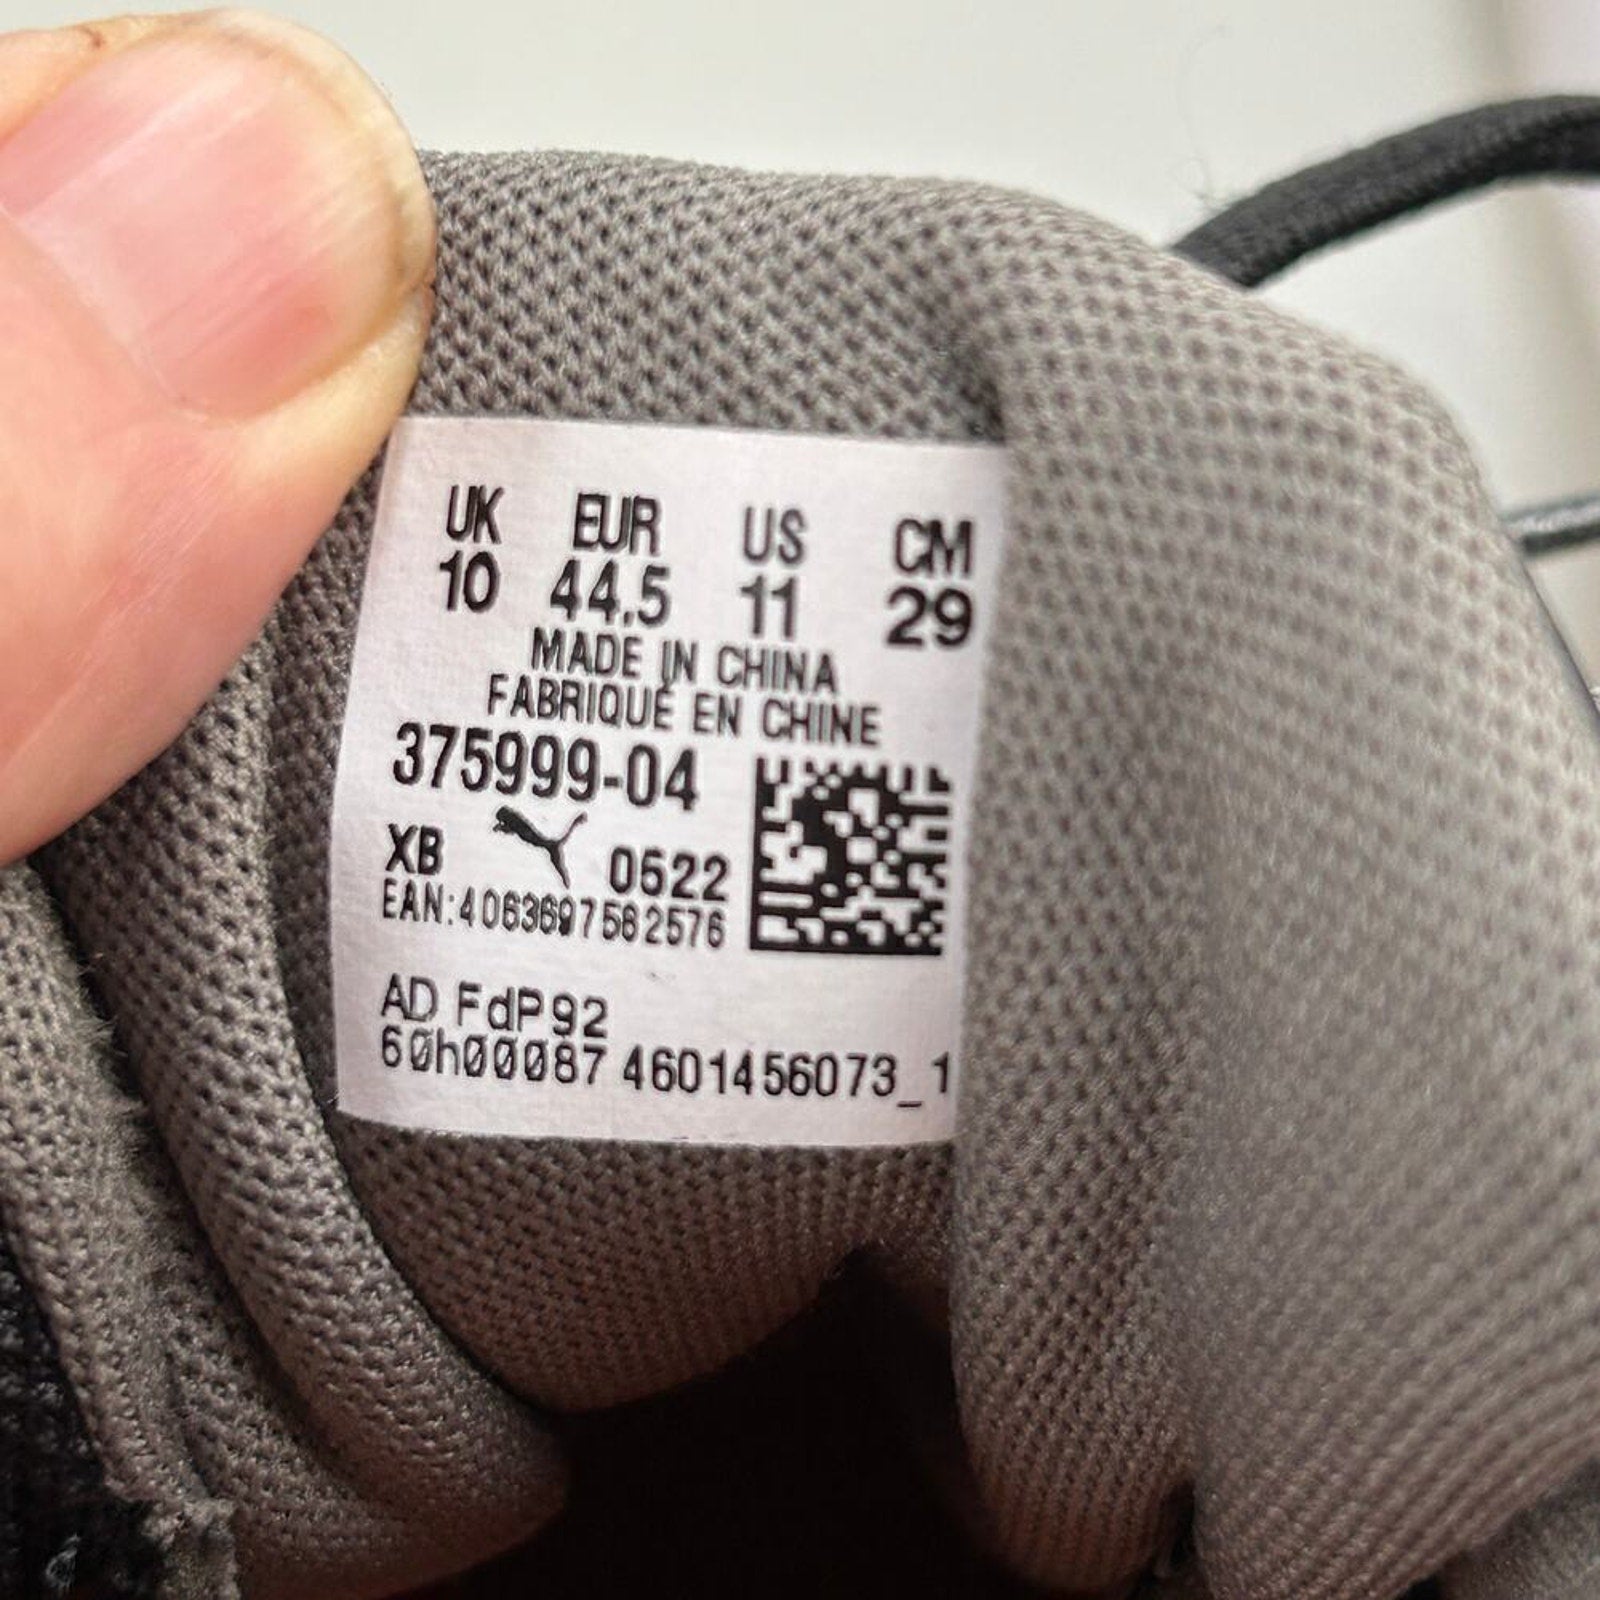 UK EUR US CM
10 44.5 11 29
MADE IN CHINA
FABRIQUÉ EN CHINE
375999-04
XB 0522
EAN:4063697582576
AD FdP92
60h00087 4601456073_1